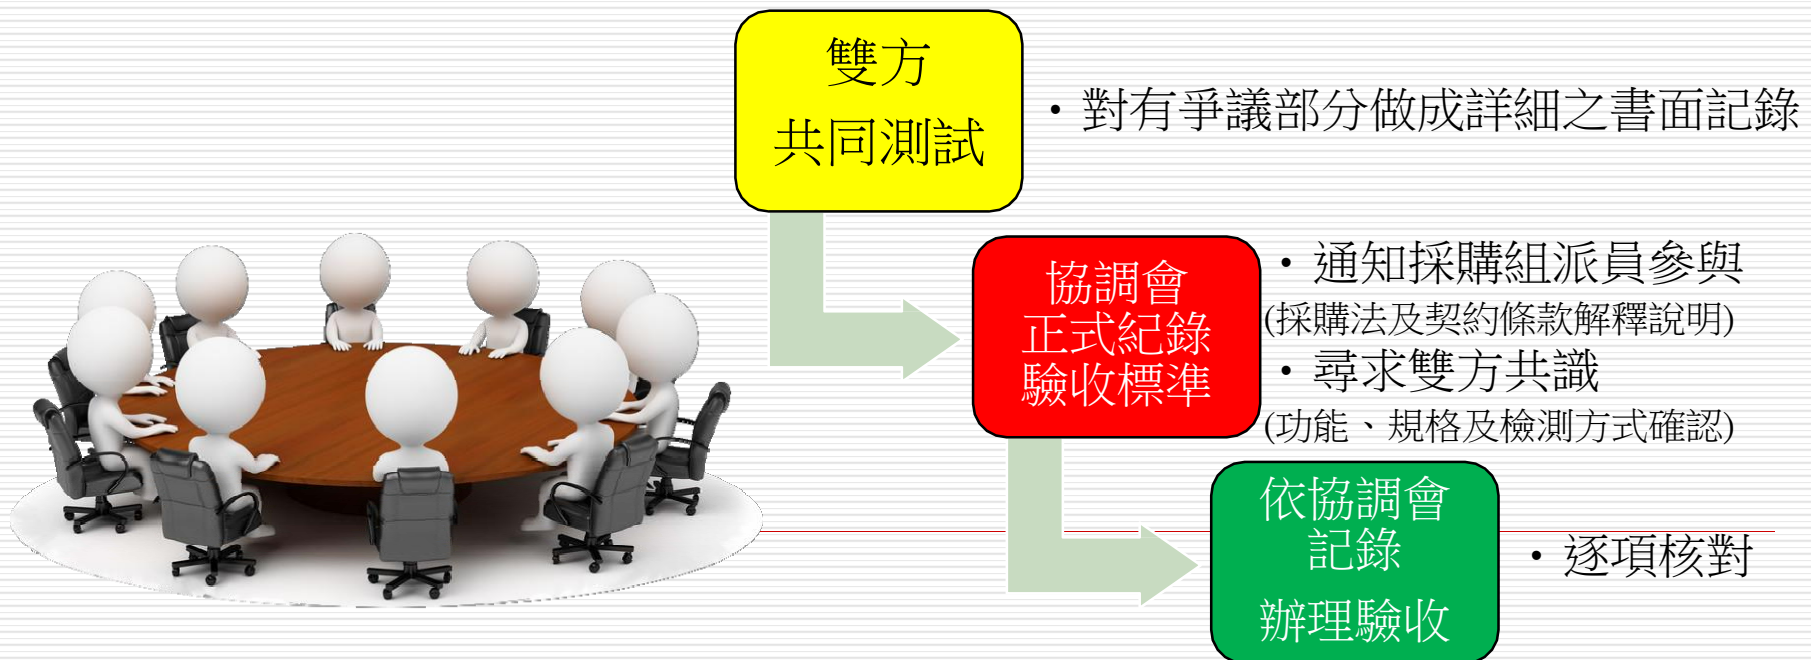 雙方
共同測試
・對有爭議部分做成詳細之書面記錄
協調會
正式紀錄
驗收標準
・通知採購組派員參與
(採購法及契約條款解釋說明)
・尋求雙方共識
(功能、規格及檢測方式確認)
依協調會
記錄
辦理驗收
・逐項核對